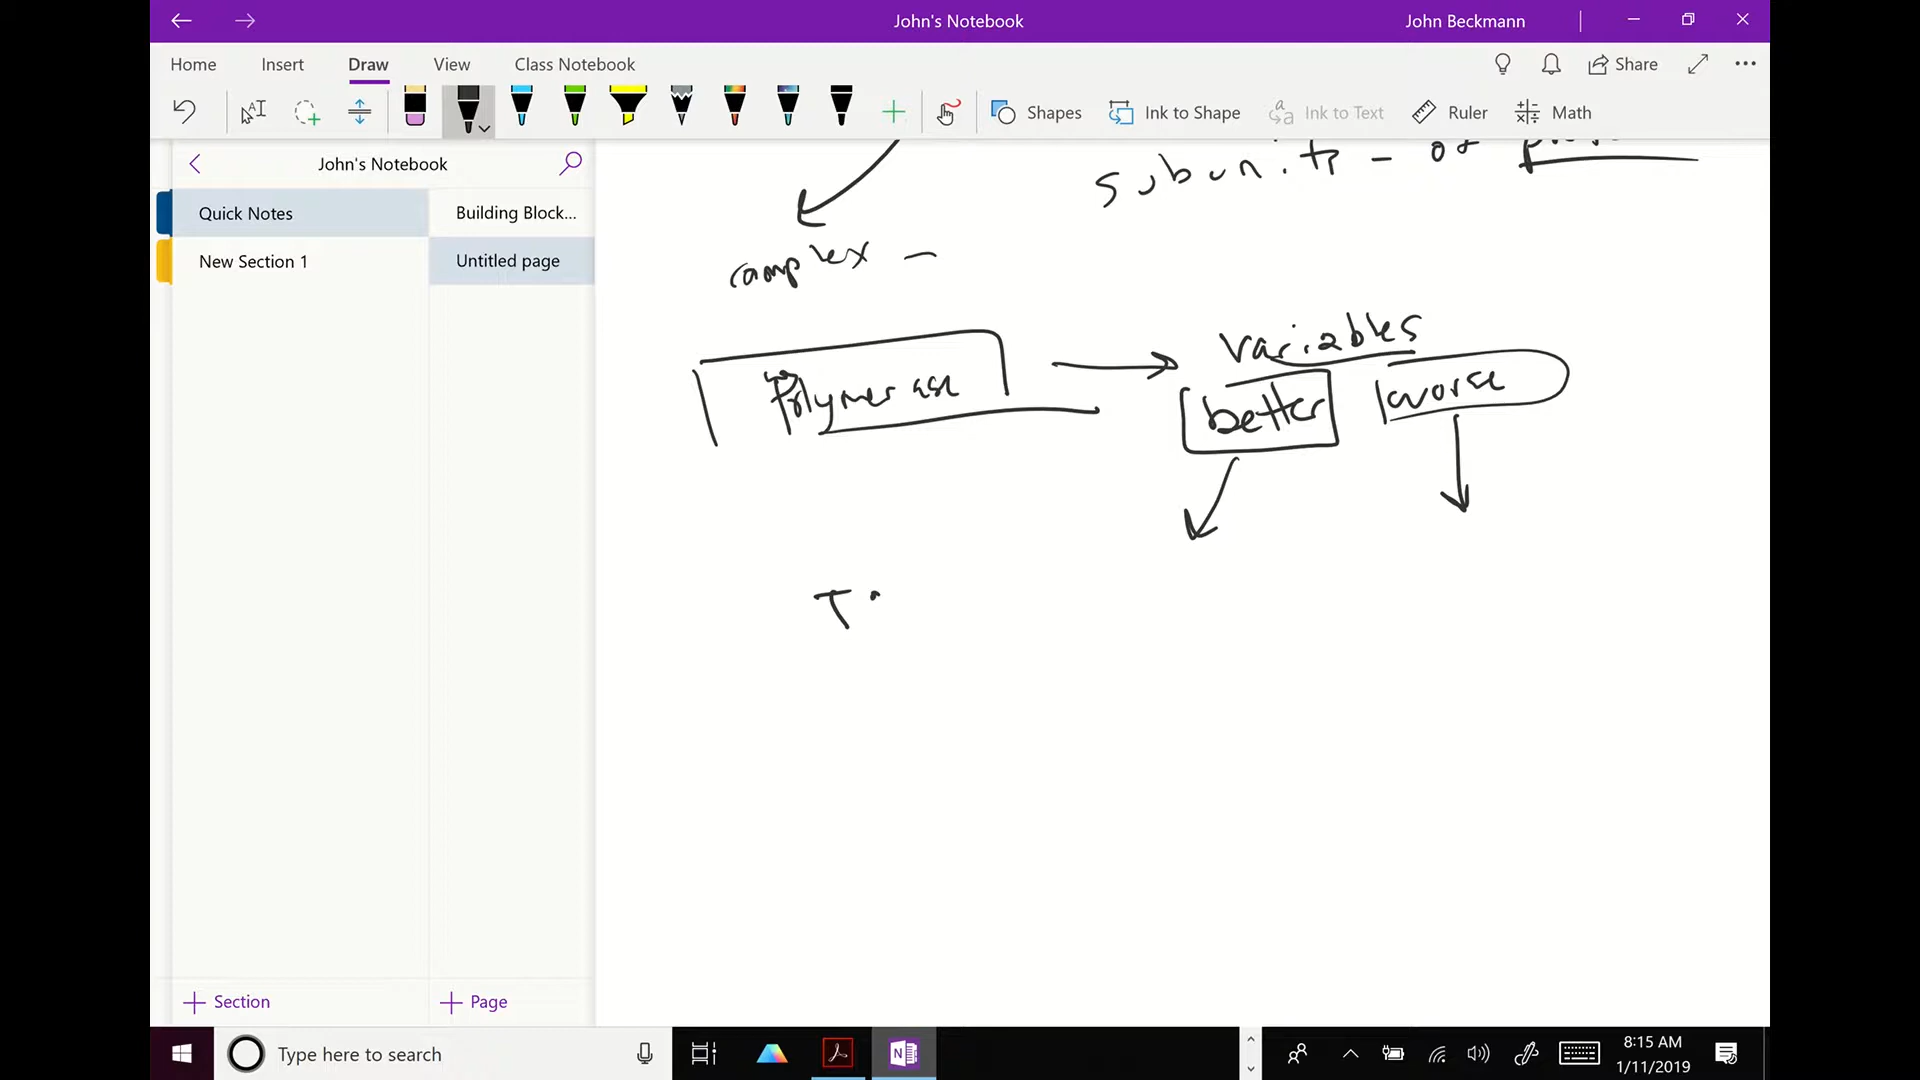 John's Notebook
John Beckmann
Home Insert Draw View Class Notebook
Share
Shapes Ink to Shape Ink to Text Ruler Math
John's Notebook
Quick Notes
Building Block...
New Section 1
Untitled page
subunits - of
complex -
variables
Polymerase
better worse
T
Section
Page
Type here to search
8:15 AM
1/11/2019